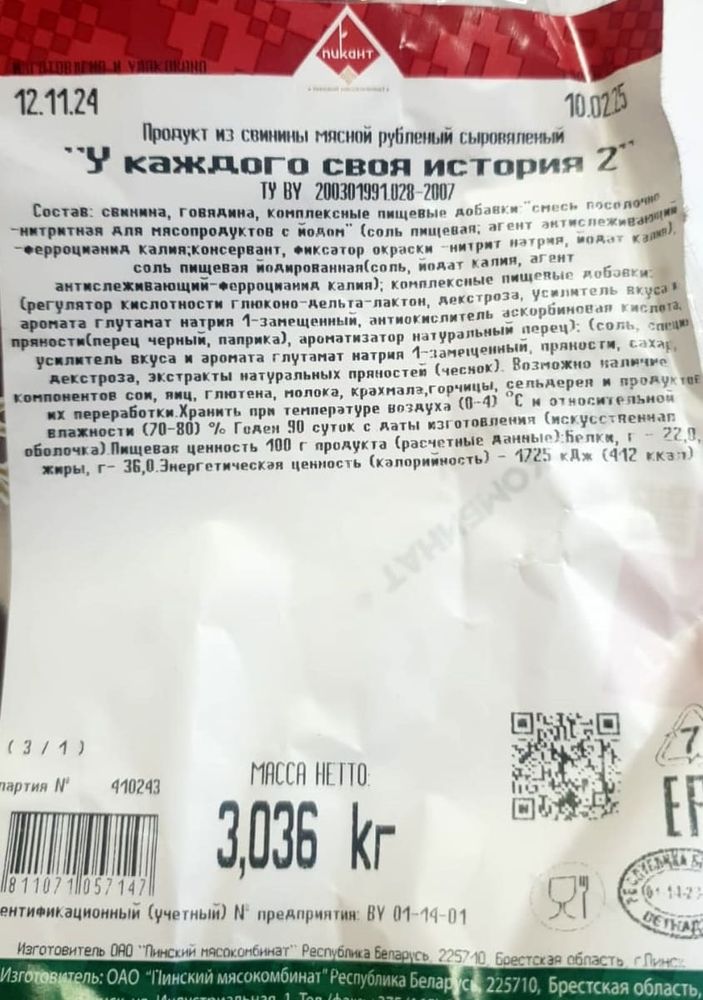 пикант
ИЗГОТОВЛЕНО И УПАКОВАНО
12.11.24
10.02.25
Продукт из свинины мясной рубленый сыровяленый
"У каждого своя история 2"
ТУ BY 200301991.028-2007
Состав: свинина, говядина, комплексные пищевые добавки:"смесь посолочно
-нитритная для мясопродуктов с йодом" (соль пищевая; агент антислеживающий
-ферроцианид калия;консервант, фиксатор окраски -нитрит натрия, йодат калия),
соль пищевая йодированная(соль, йодат калия, агент
антислеживающий-ферроцианид калия); комплексные пищевые добавки:
(регулятор кислотности глюконо-дельта-лактон, декстроза, усилитель вкуса и
аромата глутамат натрия 1-замещенный, антиокислитель аскорбиновая кислота,
пряности(перец черный, паприка), ароматизатор натуральный перец); (соль,
усилитель вкуса и аромата глутамат натрия 1-замещенный, пряности, сахар,
декстроза, экстракты натуральных пряностей (чеснок). Возможно наличие
компонентов сои, яиц, глютена, молока, крахмала,горчицы, сельдерея и продуктов
их переработки.Хранить при температуре воздуха (0-4) °C и относительной
влажности (70-80) % Годен 90 суток с даты изготовления (искусственная
оболочка).Пищевая ценность 100 г продукта (расчетные данные):Белки, г - 22,0,
жиры, г- 36,0.Энергетическая ценность (калорийность) - 1725 кДж (412 ккал)
КОМБИНАТ
(3/1)
партия № 410243
МАССА НЕТТО:
3,036 кг
7
811071 057147
ентификационный (учетный) № предприятия: BY 01-14-01
РЕСПУБЛИКА
Изготовитель ОАО "Пинский мясокомбинат" Республика Беларусь, 225710, Брестская область, г.Пинск
Изготовитель: ОАО "Пинский мясокомбинат" Республика Беларусь, 225710, Брестская область,